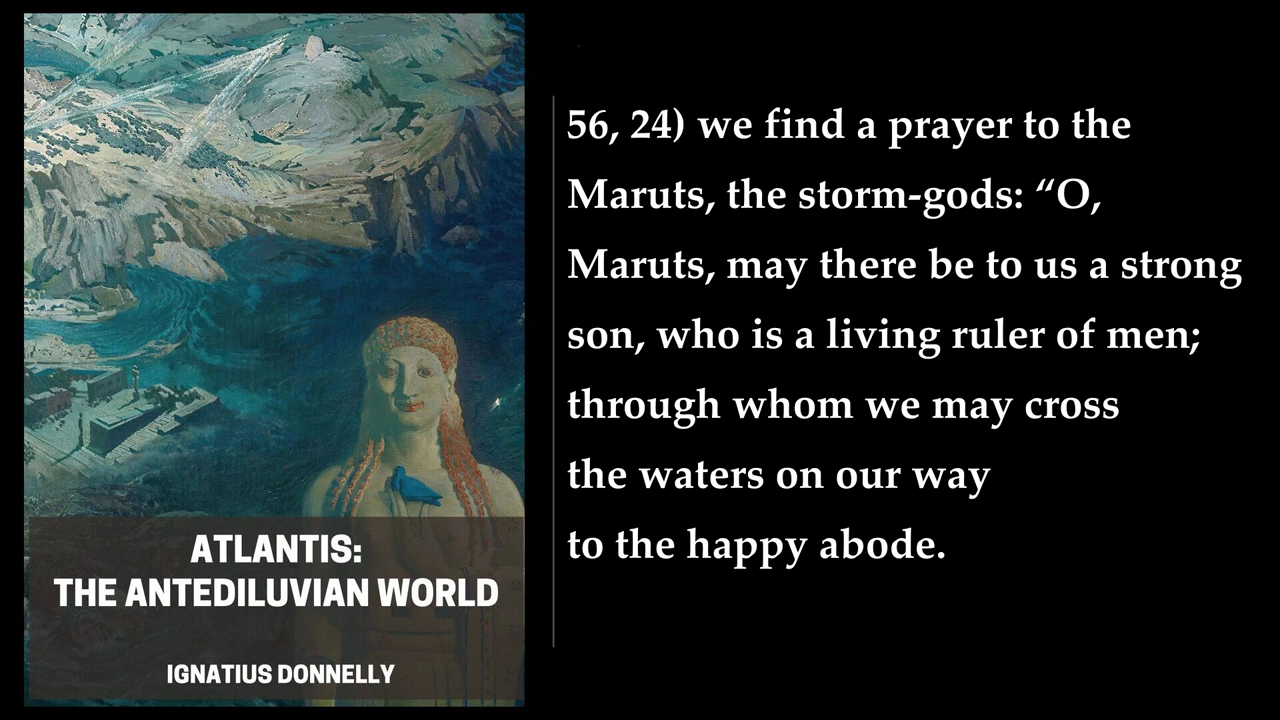 ATLANTIS:
THE ANTEDILUVIAN WORLD
IGNATIUS DONNELLY
56, 24) we find a prayer to the
Maruts, the storm-gods: “O,
Maruts, may there be to us a strong
son, who is a living ruler of men;
through whom we may cross
the waters on our way
to the happy abode.